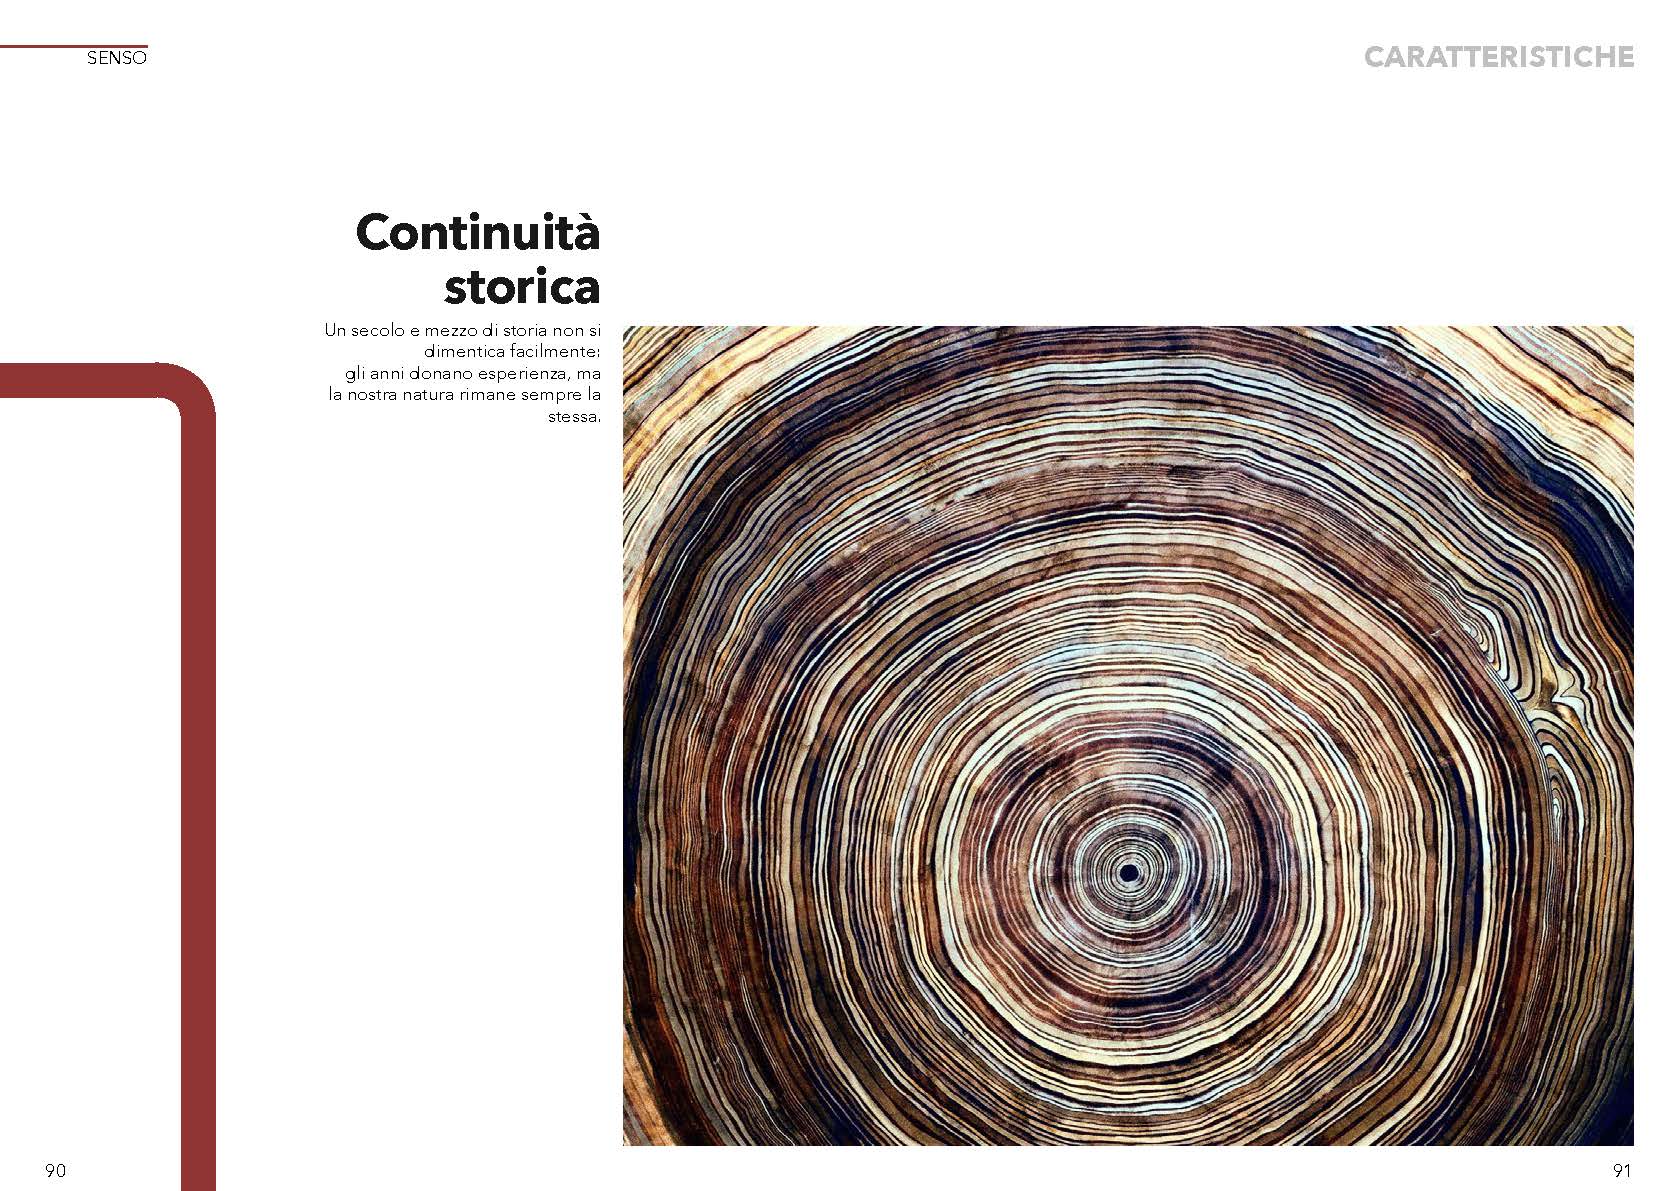 SENSO
CARATTERISTICHE
Continuità
storica
Un secolo e mezzo di storia non si
dimentica facilmente:
gli anni donano esperienza, ma
la nostra natura rimane sempre la
stessa.
90
91